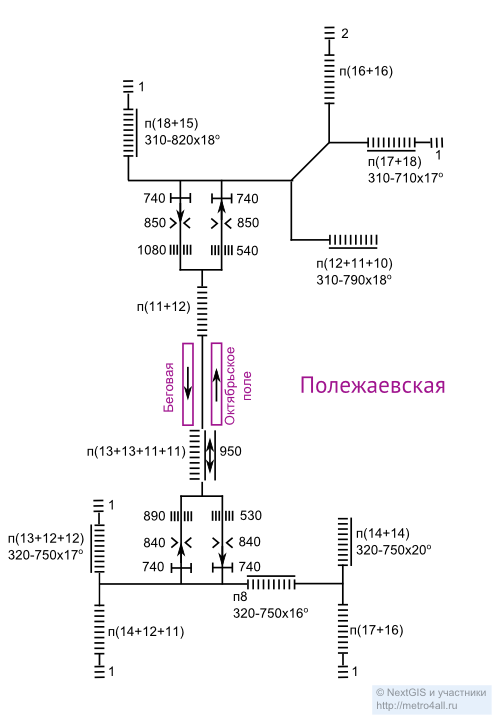 2
1
п(16+16)
п(18+15)
310-820x18°
п(17+18)
1
310-710x17°
740
740
850
850
1080
540
п(12+11+10)
310-790x18°
п(11+12)
Беговая
Октябрьское
поле
Полежаевская
п(13+13+11+11)
950
1
890
530
п(13+12+12)
320-750x17°
840
840
п(14+14)
320-750x20°
740
740
п8
320-750x16°
п(14+12+11)
п(17+16)
1
1
© NextGIS и участники
http://metro4all.ru